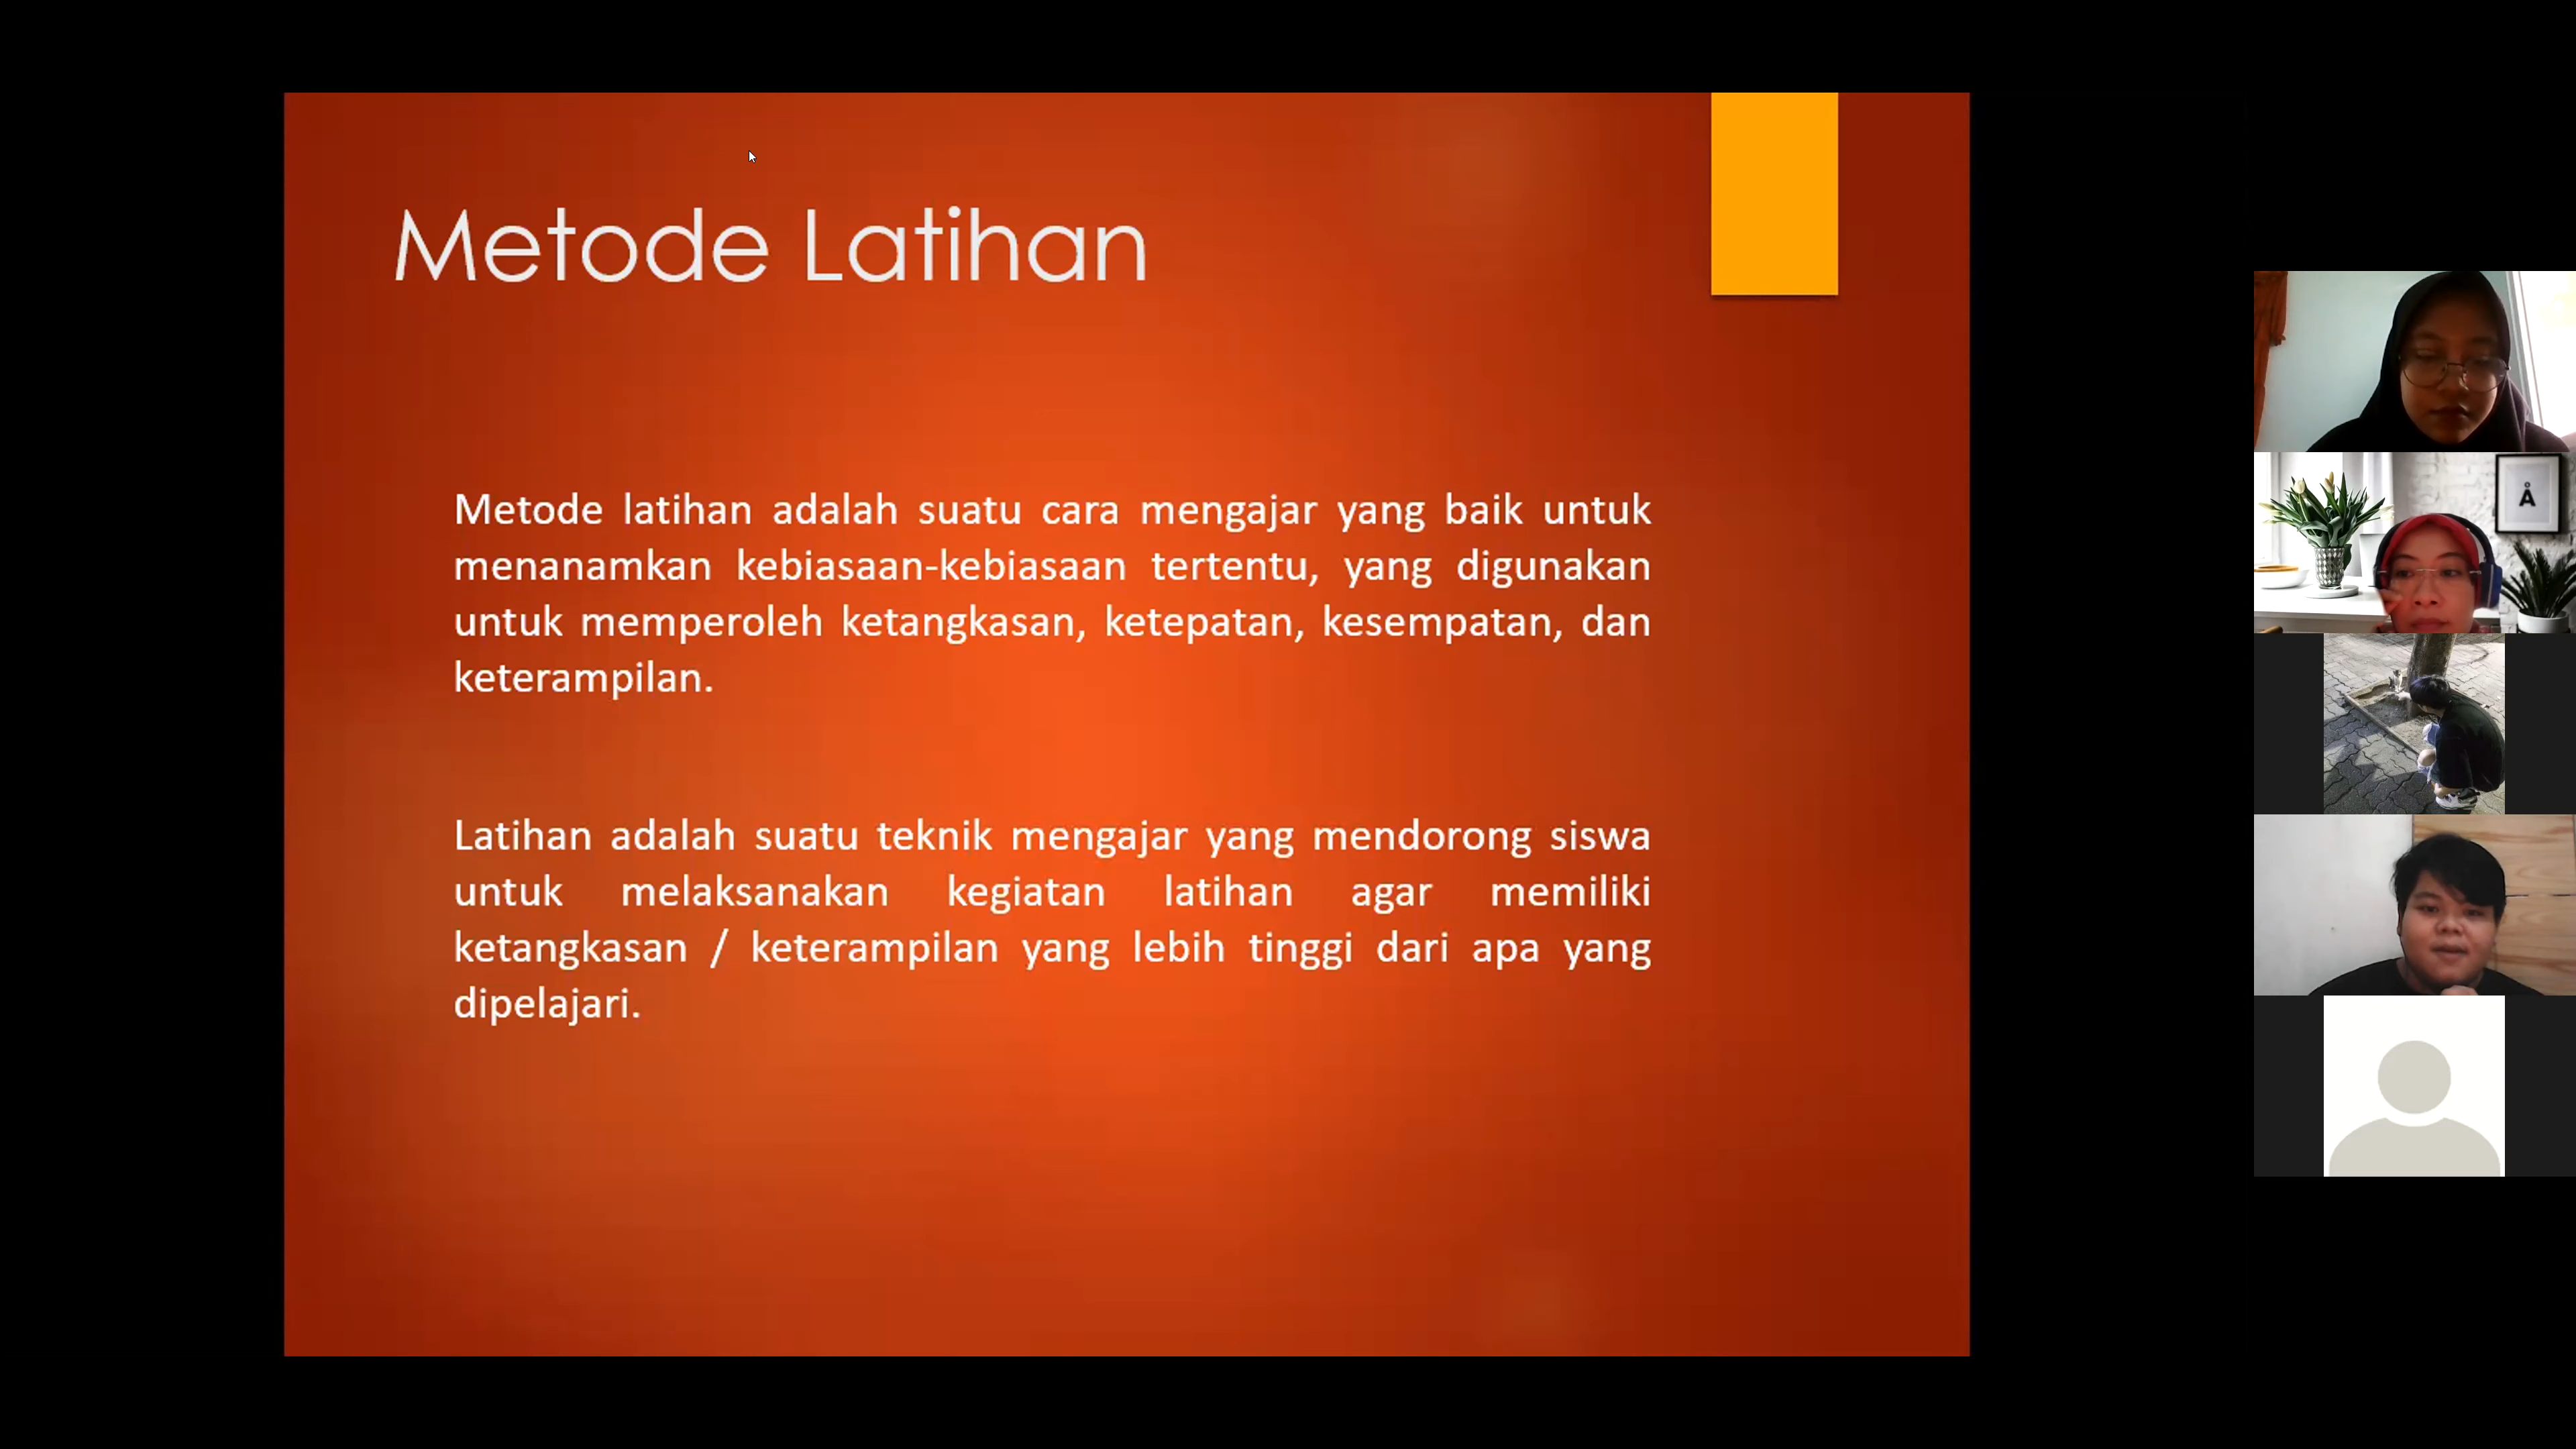 Metode Latihan
Metode latihan adalah suatu cara mengajar yang baik untuk
menanamkan kebiasaan-kebiasaan tertentu, yang digunakan
untuk memperoleh ketangkasan, ketepatan, kesempatan, dan
keterampilan.
Latihan adalah suatu teknik mengajar yang mendorong siswa
untuk melaksanakan kegiatan latihan agar memiliki
ketangkasan / keterampilan yang lebih tinggi dari apa yang
dipelajari.
Å